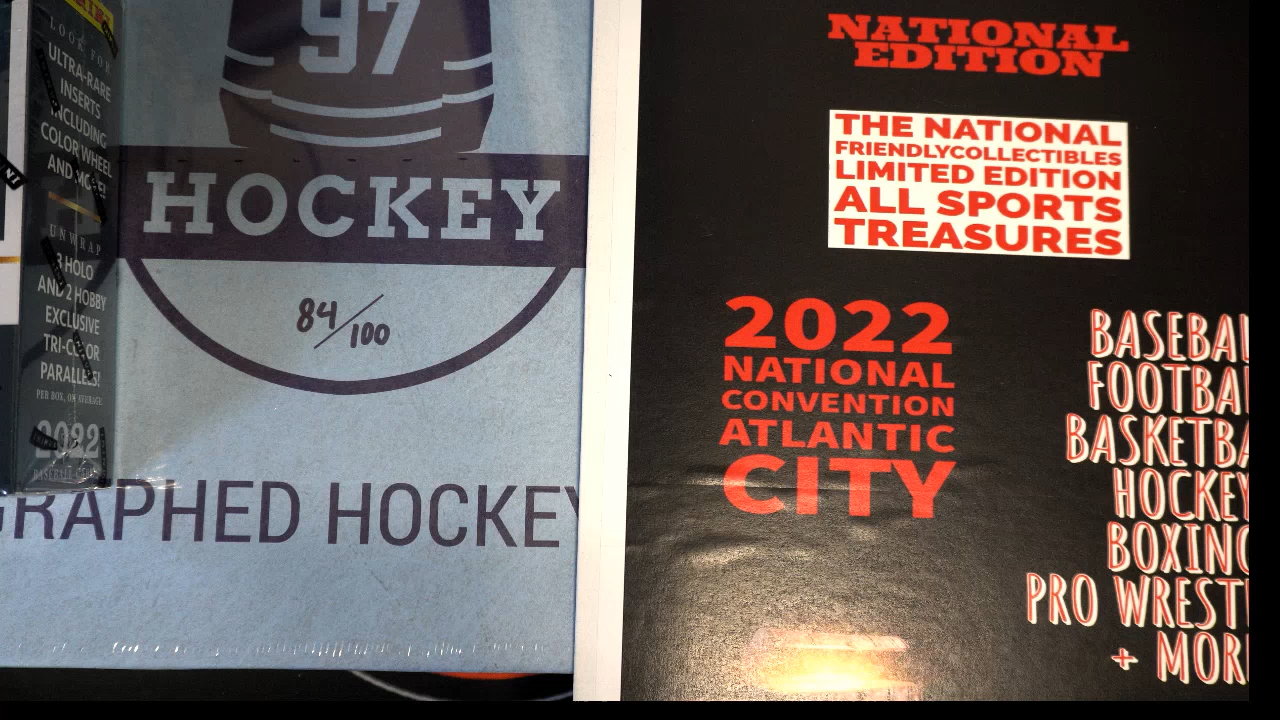 LOOK FOR
ULTRA-RARE
INSERTS
INCLUDING
COLOR WHEEL
AND MORE!
UNWRAP
3 HOLO
AND 2 HOBBY
EXCLUSIVE
TRI-COLOR
PARALLELS!
PER BOX, ON AVERAGE.
2022
97
HOCKEY
84/100
GRAPHED HOCKEY
NATIONAL
EDITION
THE NATIONAL
FRIENDLYCOLLECTIBLES
LIMITED EDITION
ALL SPORTS
TREASURES
2022
NATIONAL
CONVENTION
ATLANTIC
CITY
BASEBAL
FOOTBAL
BASKETBA
HOCKEY
BOXING
PRO WREST
+ MOR